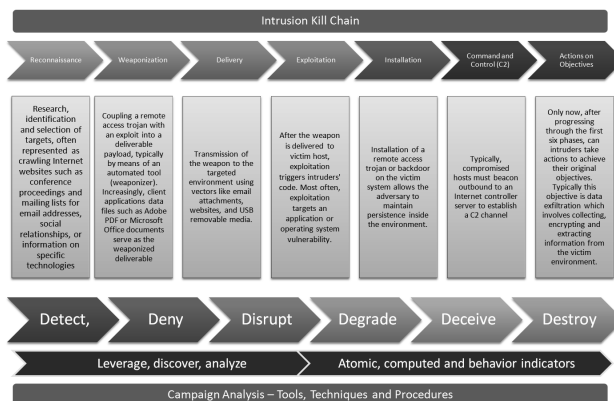 Intrusion Kill Chain
Reconnaissance
Weaponization
Delivery
Exploitation
Installation
Command and
Control (C2)
Actions on
Objectives
Research,
identification
and selection of
targets, often
represented as
crawling Internet
websites such as
conference
proceedings and
mailing lists for
email addresses,
social
relationships, or
information on
specific
technologies
Coupling a remote
access trojan with
an exploit into a
deliverable
payload, typically
by means of an
automated tool
(weaponizer).
Increasingly, client
applications data
files such as Adobe
PDF or Microsoft
Office documents
serve as the
weaponized
deliverable
Transmission of
the weapon to the
targeted
environment using
vectors like email
attachments,
websites, and USB
removable media.
After the weapon
is delivered to
victim host,
exploitation
triggers intruders'
code. Most often,
exploitation
targets an
application or
operating system
vulnerability.
Installation of a
remote access
trojan or backdoor
on the victim
system allows the
adversary to
maintain
persistence inside
the environment.
Typically,
compromised
hosts must beacon
outbound to an
Internet controller
server to establish
a C2 channel
Only now, after
progressing
through the first
six phases, can
intruders take
actions to achieve
their original
objectives.
Typically this
objective is data
exfiltration which
involves collecting,
encrypting and
extracting
information from
the victim
environment.
Detect,
Deny
Disrupt
Degrade
Deceive
Destroy
Leverage, discover, analyze
Atomic, computed and behavior indicators
Campaign Analysis – Tools, Techniques and Procedures